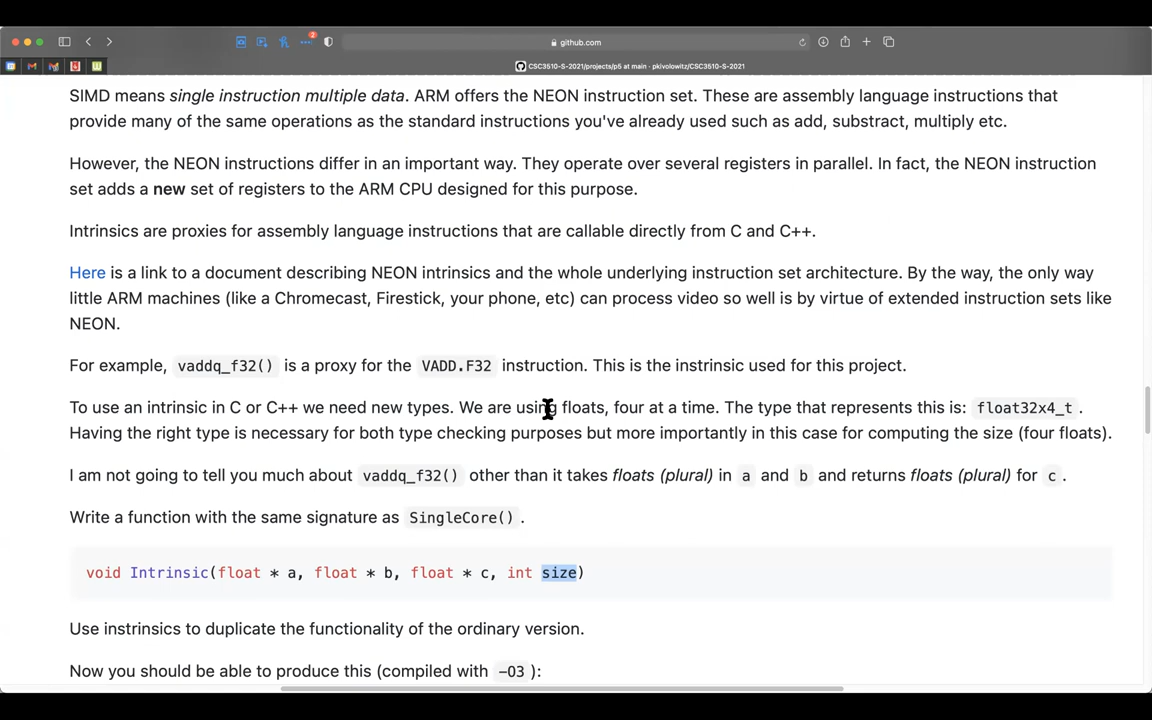 github.com
2
CSC3510-S-2021/projects/p5 at main · pkivolowitz/CSC3510-S-2021
SIMD means single instruction multiple data. ARM offers the NEON instruction set. These are assembly language instructions that
provide many of the same operations as the standard instructions you've already used such as add, substract, multiply etc.
However, the NEON instructions differ in an important way. They operate over several registers in parallel. In fact, the NEON instruction
set adds a new set of registers to the ARM CPU designed for this purpose.
Intrinsics are proxies for assembly language instructions that are callable directly from C and C++.
Here is a link to a document describing NEON intrinsics and the whole underlying instruction set architecture. By the way, the only way
little ARM machines (like a Chromecast, Firestick, your phone, etc) can process video so well is by virtue of extended instruction sets like
NEON.
For example, vaddq_f32() is a proxy for the VADD.F32 instruction. This is the instrinsic used for this project.
To use an intrinsic in C or C++ we need new types. We are using floats, four at a time. The type that represents this is: float32x4_t .
Having the right type is necessary for both type checking purposes but more importantly in this case for computing the size (four floats).
I am not going to tell you much about vaddq_f32() other than it takes floats (plural) in a and b and returns floats (plural) for c .
Write a function with the same signature as SingleCore() .
void Intrinsic(float * a, float * b, float * c, int size)
Use instrinsics to duplicate the functionality of the ordinary version.
Now you should be able to produce this (compiled with -O3 ):